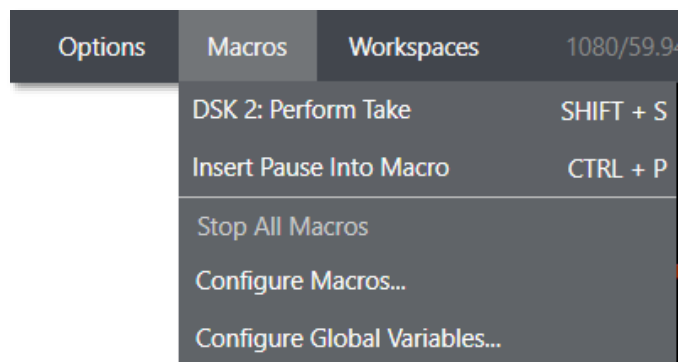 Options Macros Workspaces 1080/59.94
DSK 2: Perform Take SHIFT + S
Insert Pause Into Macro CTRL + P
Stop All Macros
Configure Macros...
Configure Global Variables...